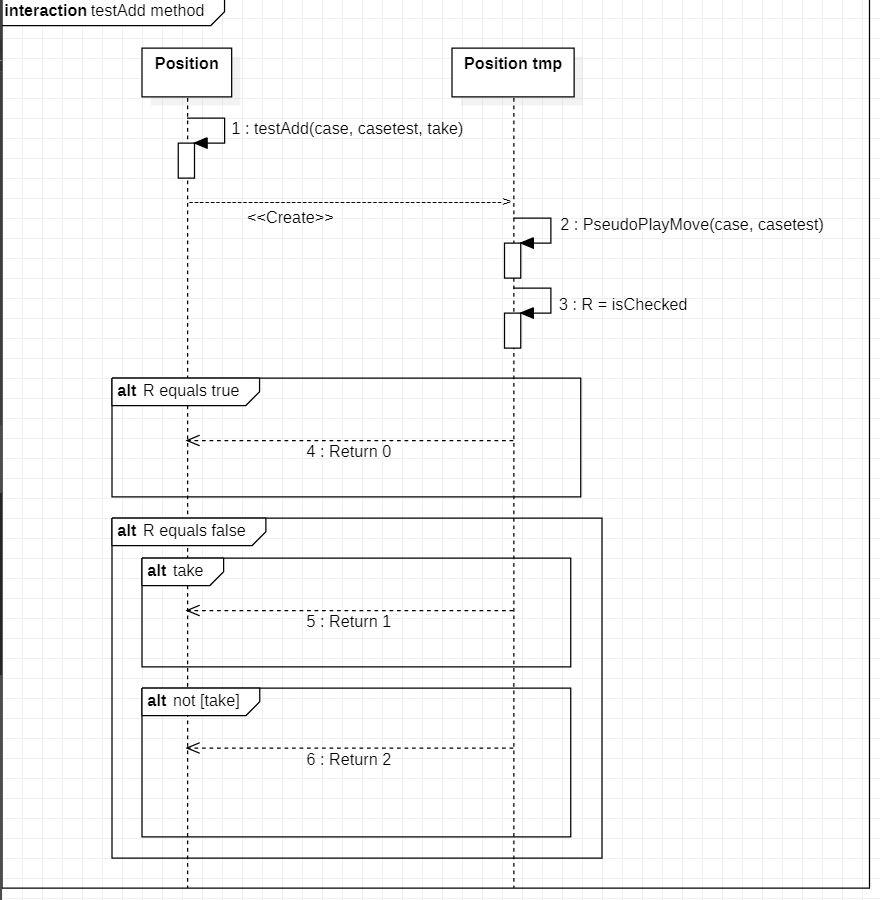 interaction testAdd method
Position
Position tmp
1 : testAdd(case, casetest, take)
<<Create>>
2 : PseudoPlayMove(case, casetest)
3 : R = isChecked
alt R equals true
4 : Return 0
alt R equals false
alt take
5 : Return 1
alt not [take]
6 : Return 2